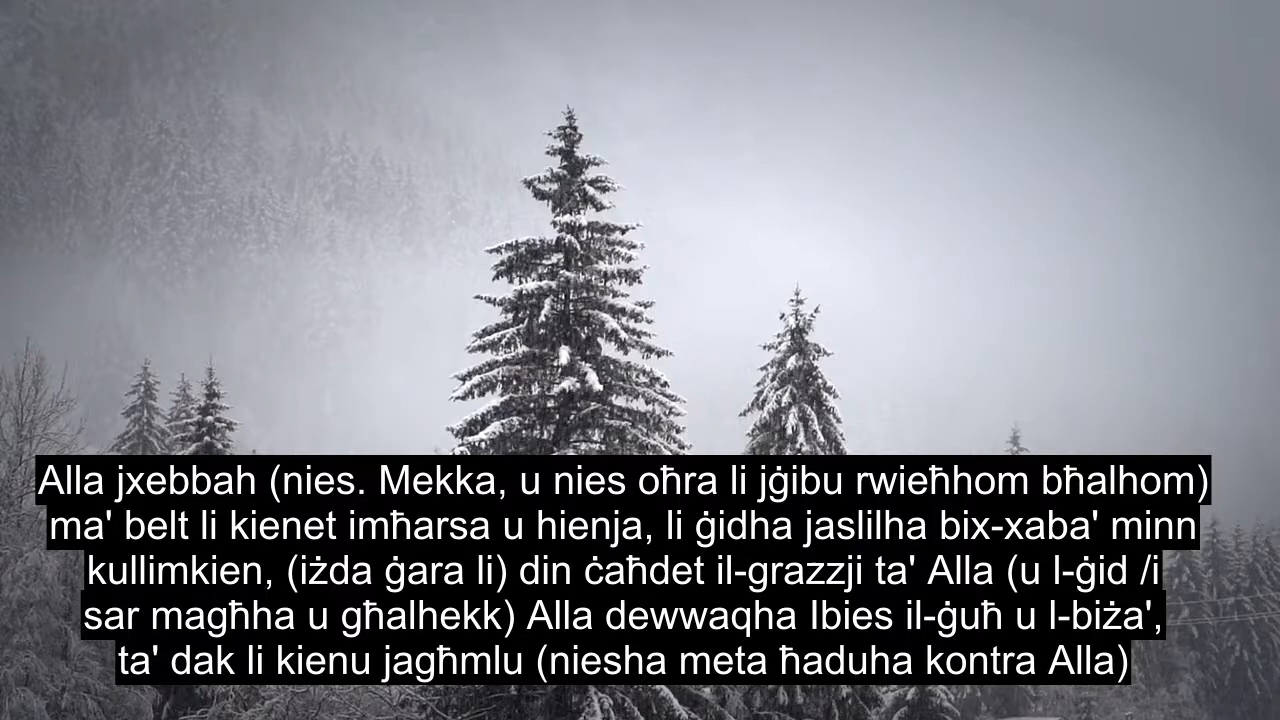 Alla jxebbah (nies. Mekka, u nies oħra li jġibu rwieħhom bħalhom)
ma' belt li kienet imħarsa u hienja, li ġidha jaslilha bix-xaba' minn
kullimkien, (iżda ġara li) din ċaħdet il-grazzji ta' Alla (u l-ġid /i
sar magħha u għalhekk) Alla dewwaqha Ibies il-ġuħ u l-biża',
ta' dak li kienu jagħmlu (niesha meta ħaduha kontra Alla)